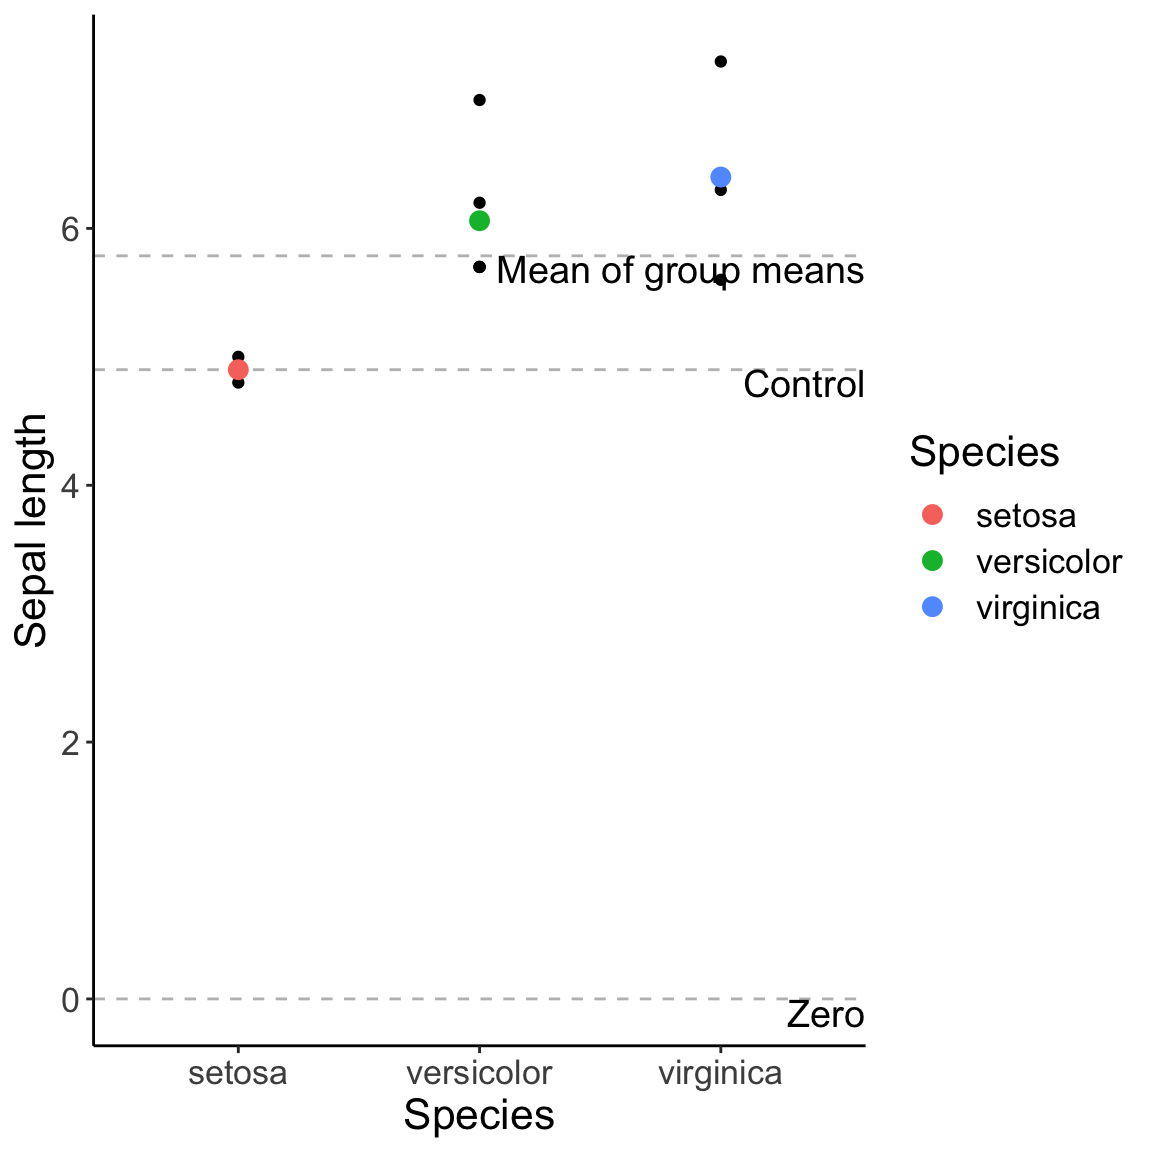 Sepal length
6
4
2
0
Mean of group means
Control
Zero
setosa
versicolor
virginica
Species
Species
setosa
versicolor
virginica